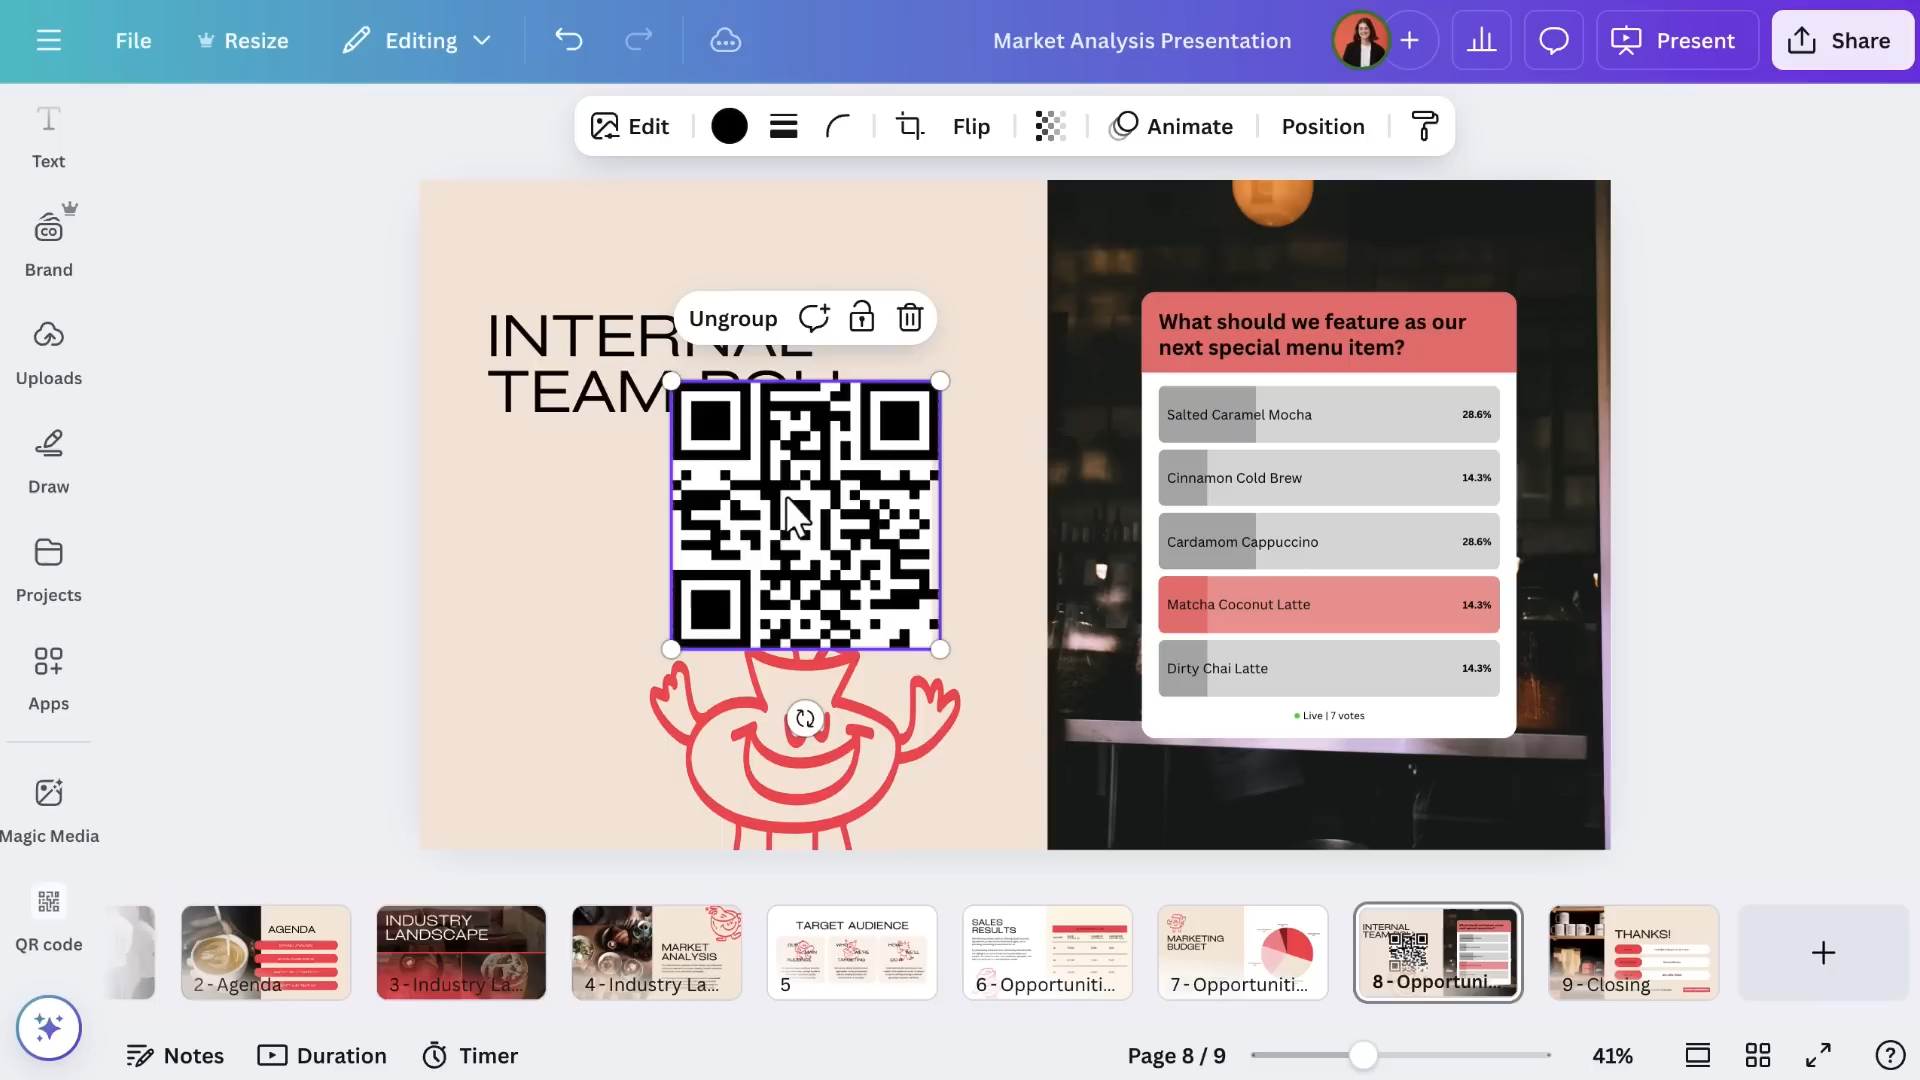 File
Resize
Editing
Market Analysis Presentation
Present
Share
Edit
Flip
Animate
Position
Text
CO
Brand
Uploads
Draw
Projects
Apps
Magic Media
QR code
INTERNAL
TEAM POLL
Ungroup
What should we feature as our
next special menu item?
Salted Caramel Mocha 28.6%
Cinnamon Cold Brew 14.3%
Cardamom Cappuccino 28.6%
Matcha Coconut Latte 14.3%
Dirty Chai Latte 14.3%
Live | 7 votes
AGENDA
2 - Agenda
INDUSTRY
LANDSCAPE
3 - Industry La...
MARKET
ANALYSIS
4 - Industry La...
TARGET AUDIENCE
5
SALES
RESULTS
6 - Opportuniti...
MARKETING
BUDGET
7 - Opportuniti...
INTERNAL
8 - Opportuni...
THANKS!
9 - Closing
Notes
Duration
Timer
Page 8 / 9
41%